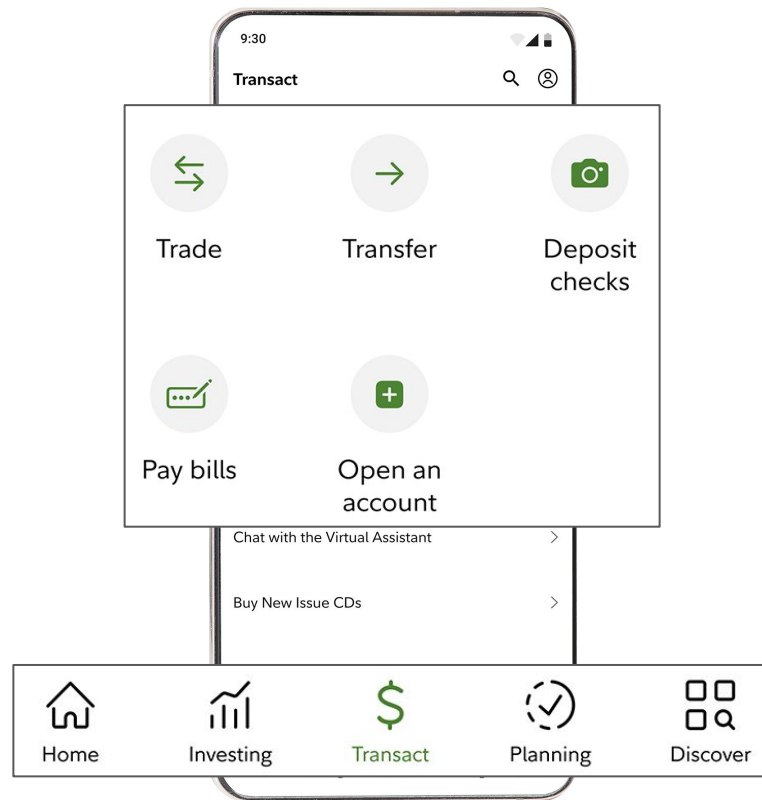 9:30
Transact
Trade
Transfer
Deposit
checks
Pay bills
Open an
account
Chat with the Virtual Assistant
Buy New Issue CDs
Home
Investing
Transact
Planning
Discover